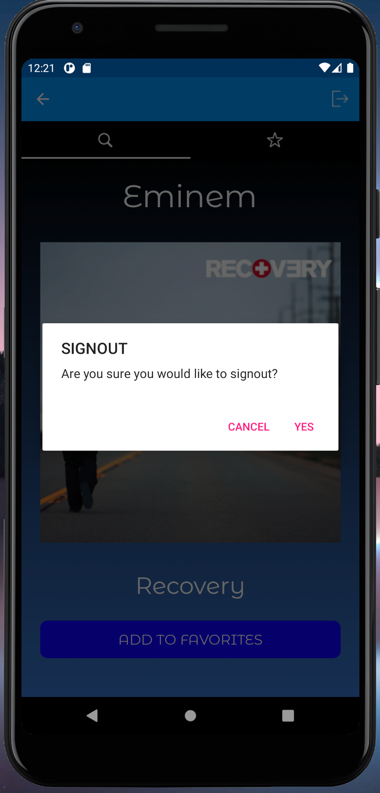 12:21
Eminem
RECOVERY
SIGNOUT
Are you sure you would like to signout?
CANCEL YES
Recovery
ADD TO FAVORITES